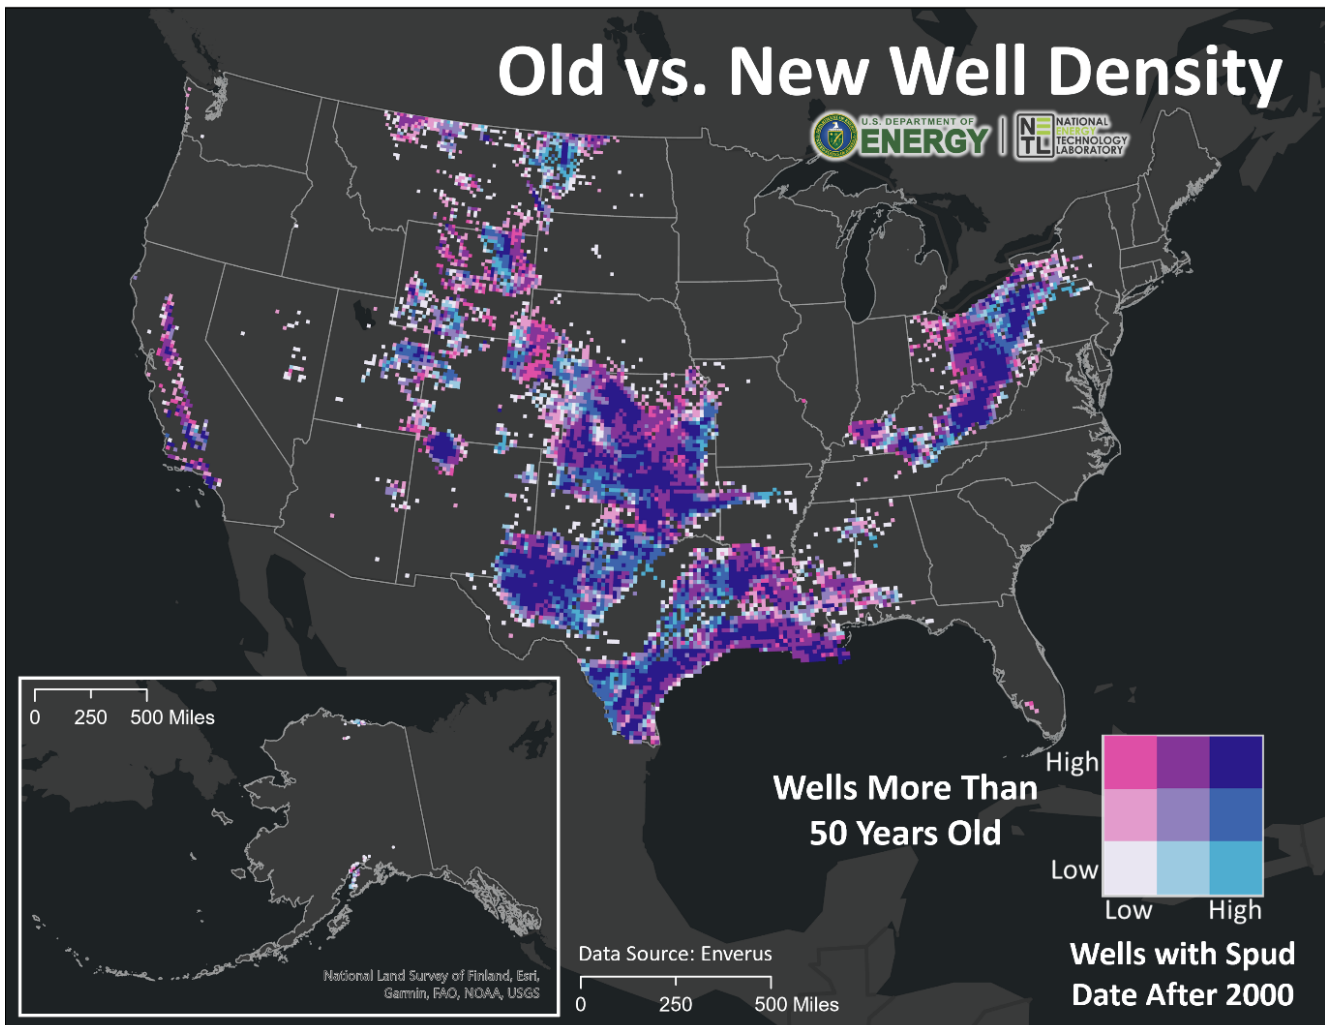 Old vs. New Well Density
U.S. DEPARTMENT OF
ENERGY
NETL
NATIONAL
ENERGY
TECHNOLOGY
LABORATORY
0 250 500 Miles
National Land Survey of Finland, Esri,
Garmin, FAO, NOAA, USGS
Data Source: Enverus
0 250 500 Miles
Wells More Than
50 Years Old
High
Low
Low High
Wells with Spud
Date After 2000